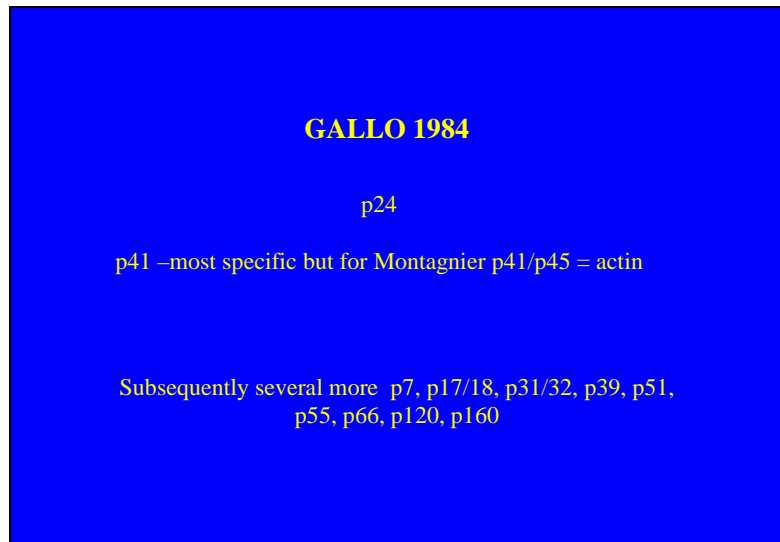 GALLO 1984
p24
p41 –most specific but for Montagnier p41/p45 = actin
Subsequently several more p7, p17/18, p31/32, p39, p51,
p55, p66, p120, p160